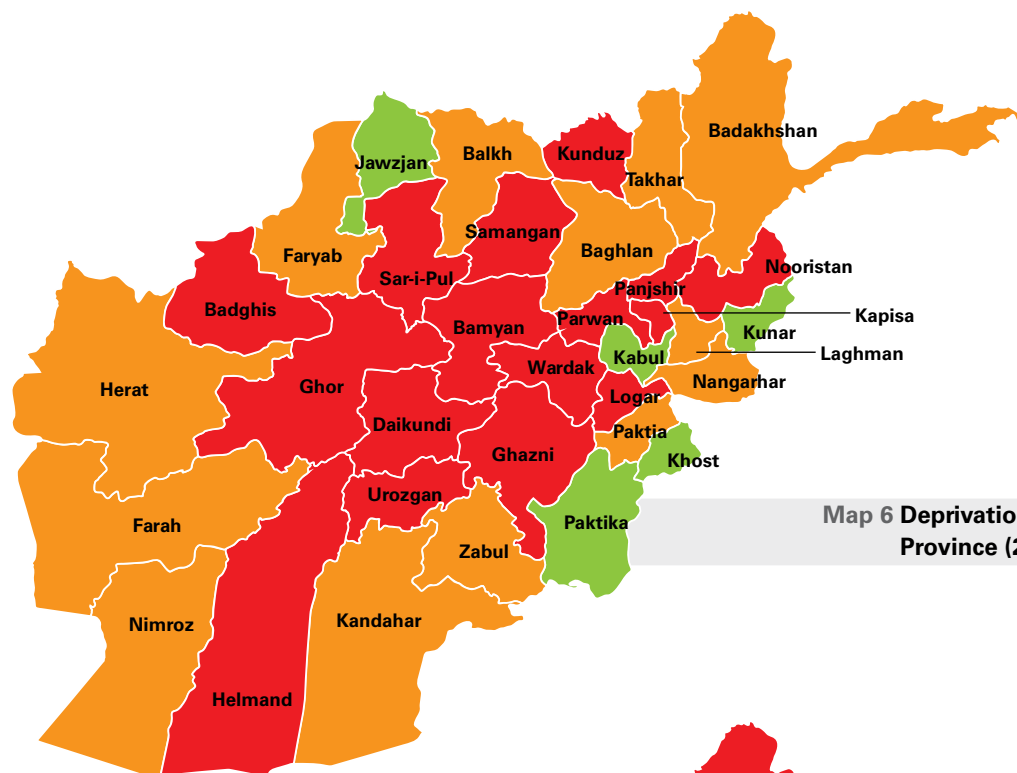 Badakhshan
Jawzjan
Balkh
Kunduz
Takhar
Samangan
Baghlan
Faryab
Sar-i-Pul
Nooristan
Panjshir
Badghis
Bamyan
Parwan
Kapisa
Kunar
Kabul
Laghman
Wardak
Herat
Ghor
Nangarhar
Logar
Daikundi
Paktia
Ghazni
Khost
Urozgan
Farah
Paktika
Map 6 Deprivatio
Province (2
Zabul
Nimroz
Kandahar
Helmand